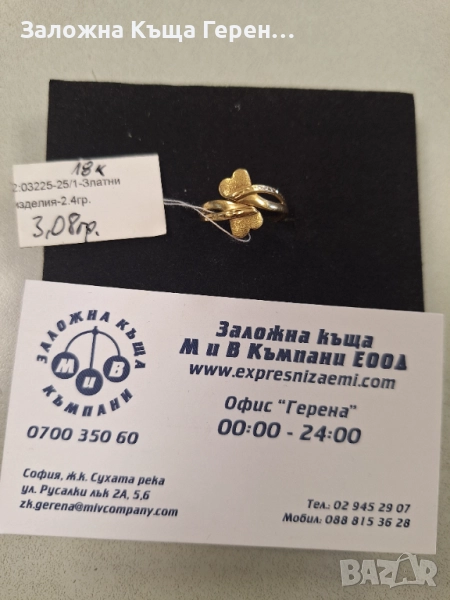 Заложна Къща Герен...
18к
2:03225-25/1-Златни
изделия-2.4гр.
3,08гр.
ЗАЛОЖНА КЪЩА
М И В
КЪМПАНИ
0700 350 60
Заложна къща
М и В Къмпани ЕООД
www.expresnizaemi.com
Офис "Герена"
00:00 - 24:00
София, ж.к. Сухата река
ул. Русалки лък 2А, 5,6
zk.gerena@mivcompany.com
Тел.: 02 945 29 07
Мобил: 088 815 36 28
bazar